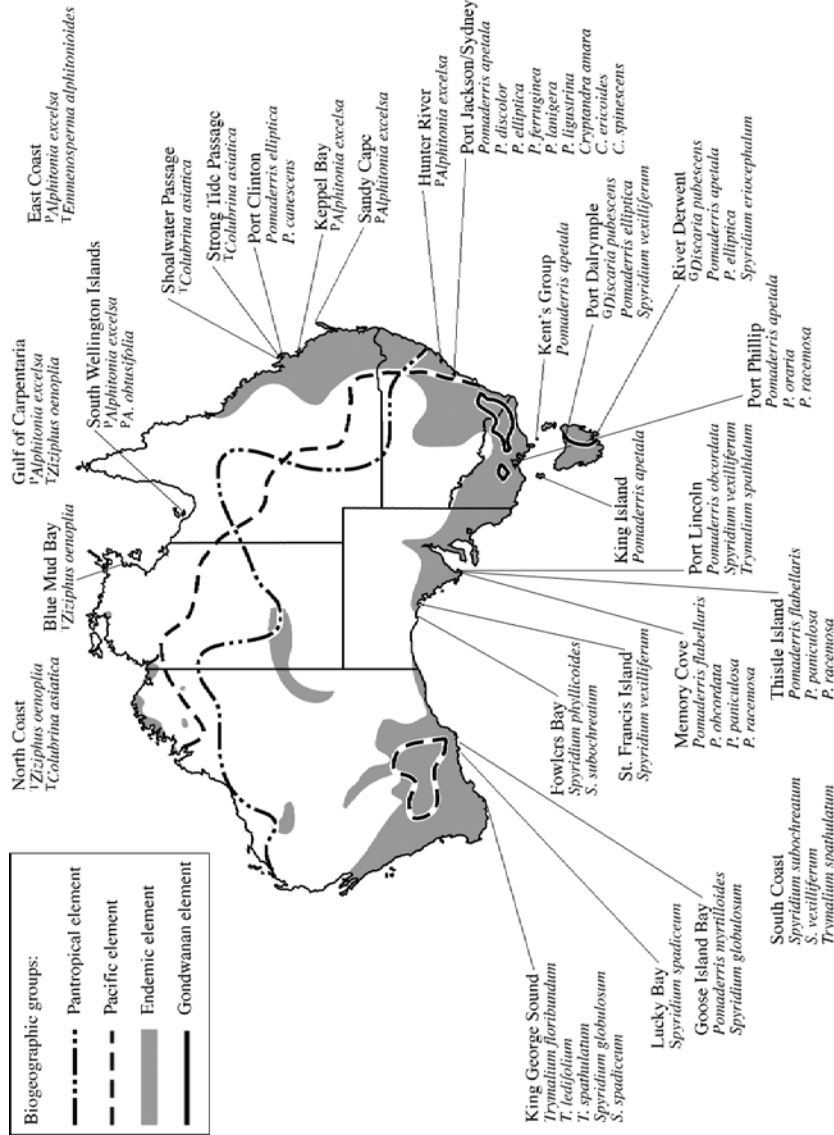 Biogeographic groups:
Pantropical element
Pacific element
Endemic element
Gondwanan element
North Coast
ᵀZiziphus oenoplia
ᵀColubrina asiatica
Blue Mud Bay
ᵀZiziphus oenoplia
Gulf of Carpentaria
ᴾAlphitonia excelsa
ᵀZiziphus oenoplia
South Wellington Islands
ᴾAlphitonia excelsa
ᴾA. obtusifolia
East Coast
ᴾAlphitonia excelsa
ᵀEmmenosperma alphitonioides
Shoalwater Passage
ᵀColubrina asiatica
Strong Tide Passage
ᵀColubrina asiatica
Port Clinton
Pomaderris elliptica
P. canescens
Keppel Bay
ᴾAlphitonia excelsa
Sandy Cape
ᴾAlphitonia excelsa
Hunter River
ᴾAlphitonia excelsa
Port Jackson/Sydney
Pomaderris apetala
P. discolor
P. elliptica
P. ferruginea
P. lanigera
P. ligustrina
Cryptandra amara
C. ericoides
C. spinescens
Kent's Group
Pomaderris apetala
Port Dalrymple
ᴳDiscaria pubescens
Pomaderris elliptica
Spyridium vexilliferum
River Derwent
ᴳDiscaria pubescens
Pomaderris apetala
P. elliptica
Spyridium eriocephalum
Port Phillip
Pomaderris apetala
P. oraria
P. racemosa
King Island
Pomaderris apetala
Port Lincoln
Pomaderris obcordata
Spyridium vexilliferum
Trymalium spathlatum
Thistle Island
Pomaderris flabellaris
P. paniculosa
P. racemosa
Memory Cove
Pomaderris flabellaris
P. obcordata
P. paniculosa
P. racemosa
St. Francis Island
Spyridium vexilliferum
Fowlers Bay
Spyridium phyllicoides
S. subochreatum
South Coast
Spyridium subochreatum
S. vexilliferum
Trymalium spathulatum
Goose Island Bay
Pomaderris myrtilloides
Spyridium globulosum
Lucky Bay
Spyridium spadiceum
King George Sound
Trymalium floribundum
T. ledifolium
T. spathulatum
Spyridium globulosum
S. spadiceum